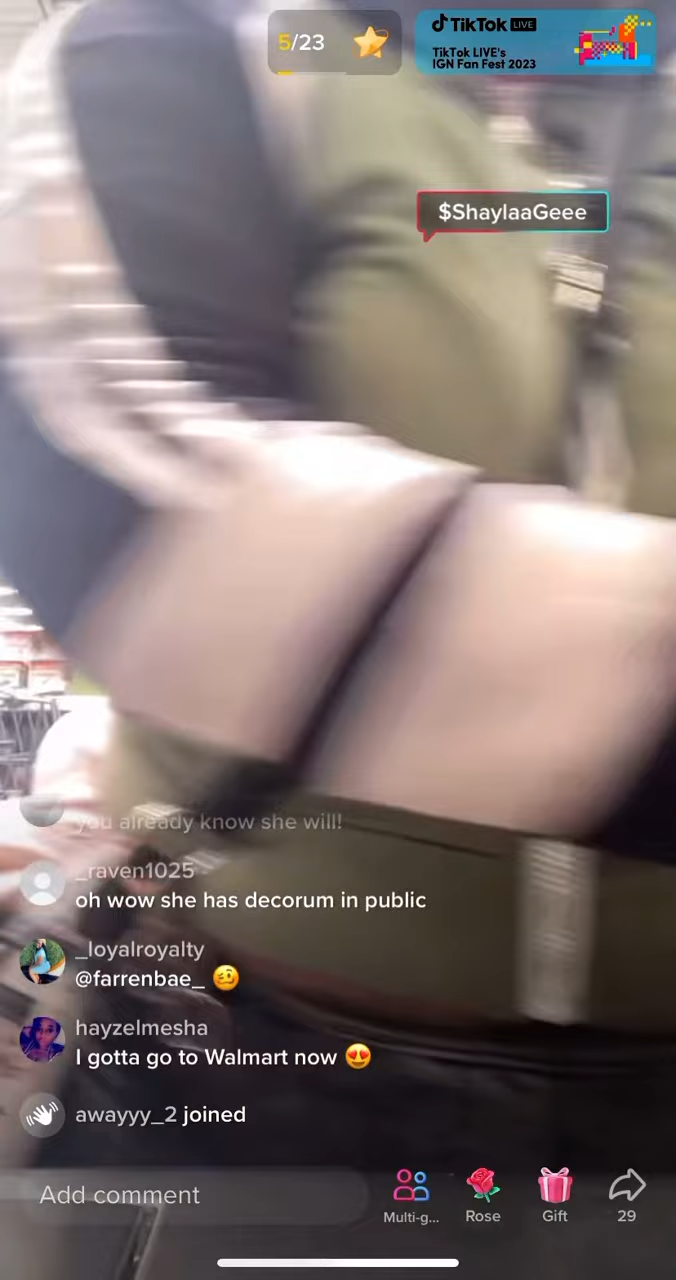 5/23
TikTok LIVE
TikTok LIVE's
IGN Fan Fest 2023
$ShaylaaGeee
you already know she will!
_raven1025
oh wow she has decorum in public
_loyalroyalty
@farrenbae_ 🥴
hayzelmesha
I gotta go to Walmart now 😍
awayyy_2 joined
Add comment
Multi-g...
Rose
Gift
29